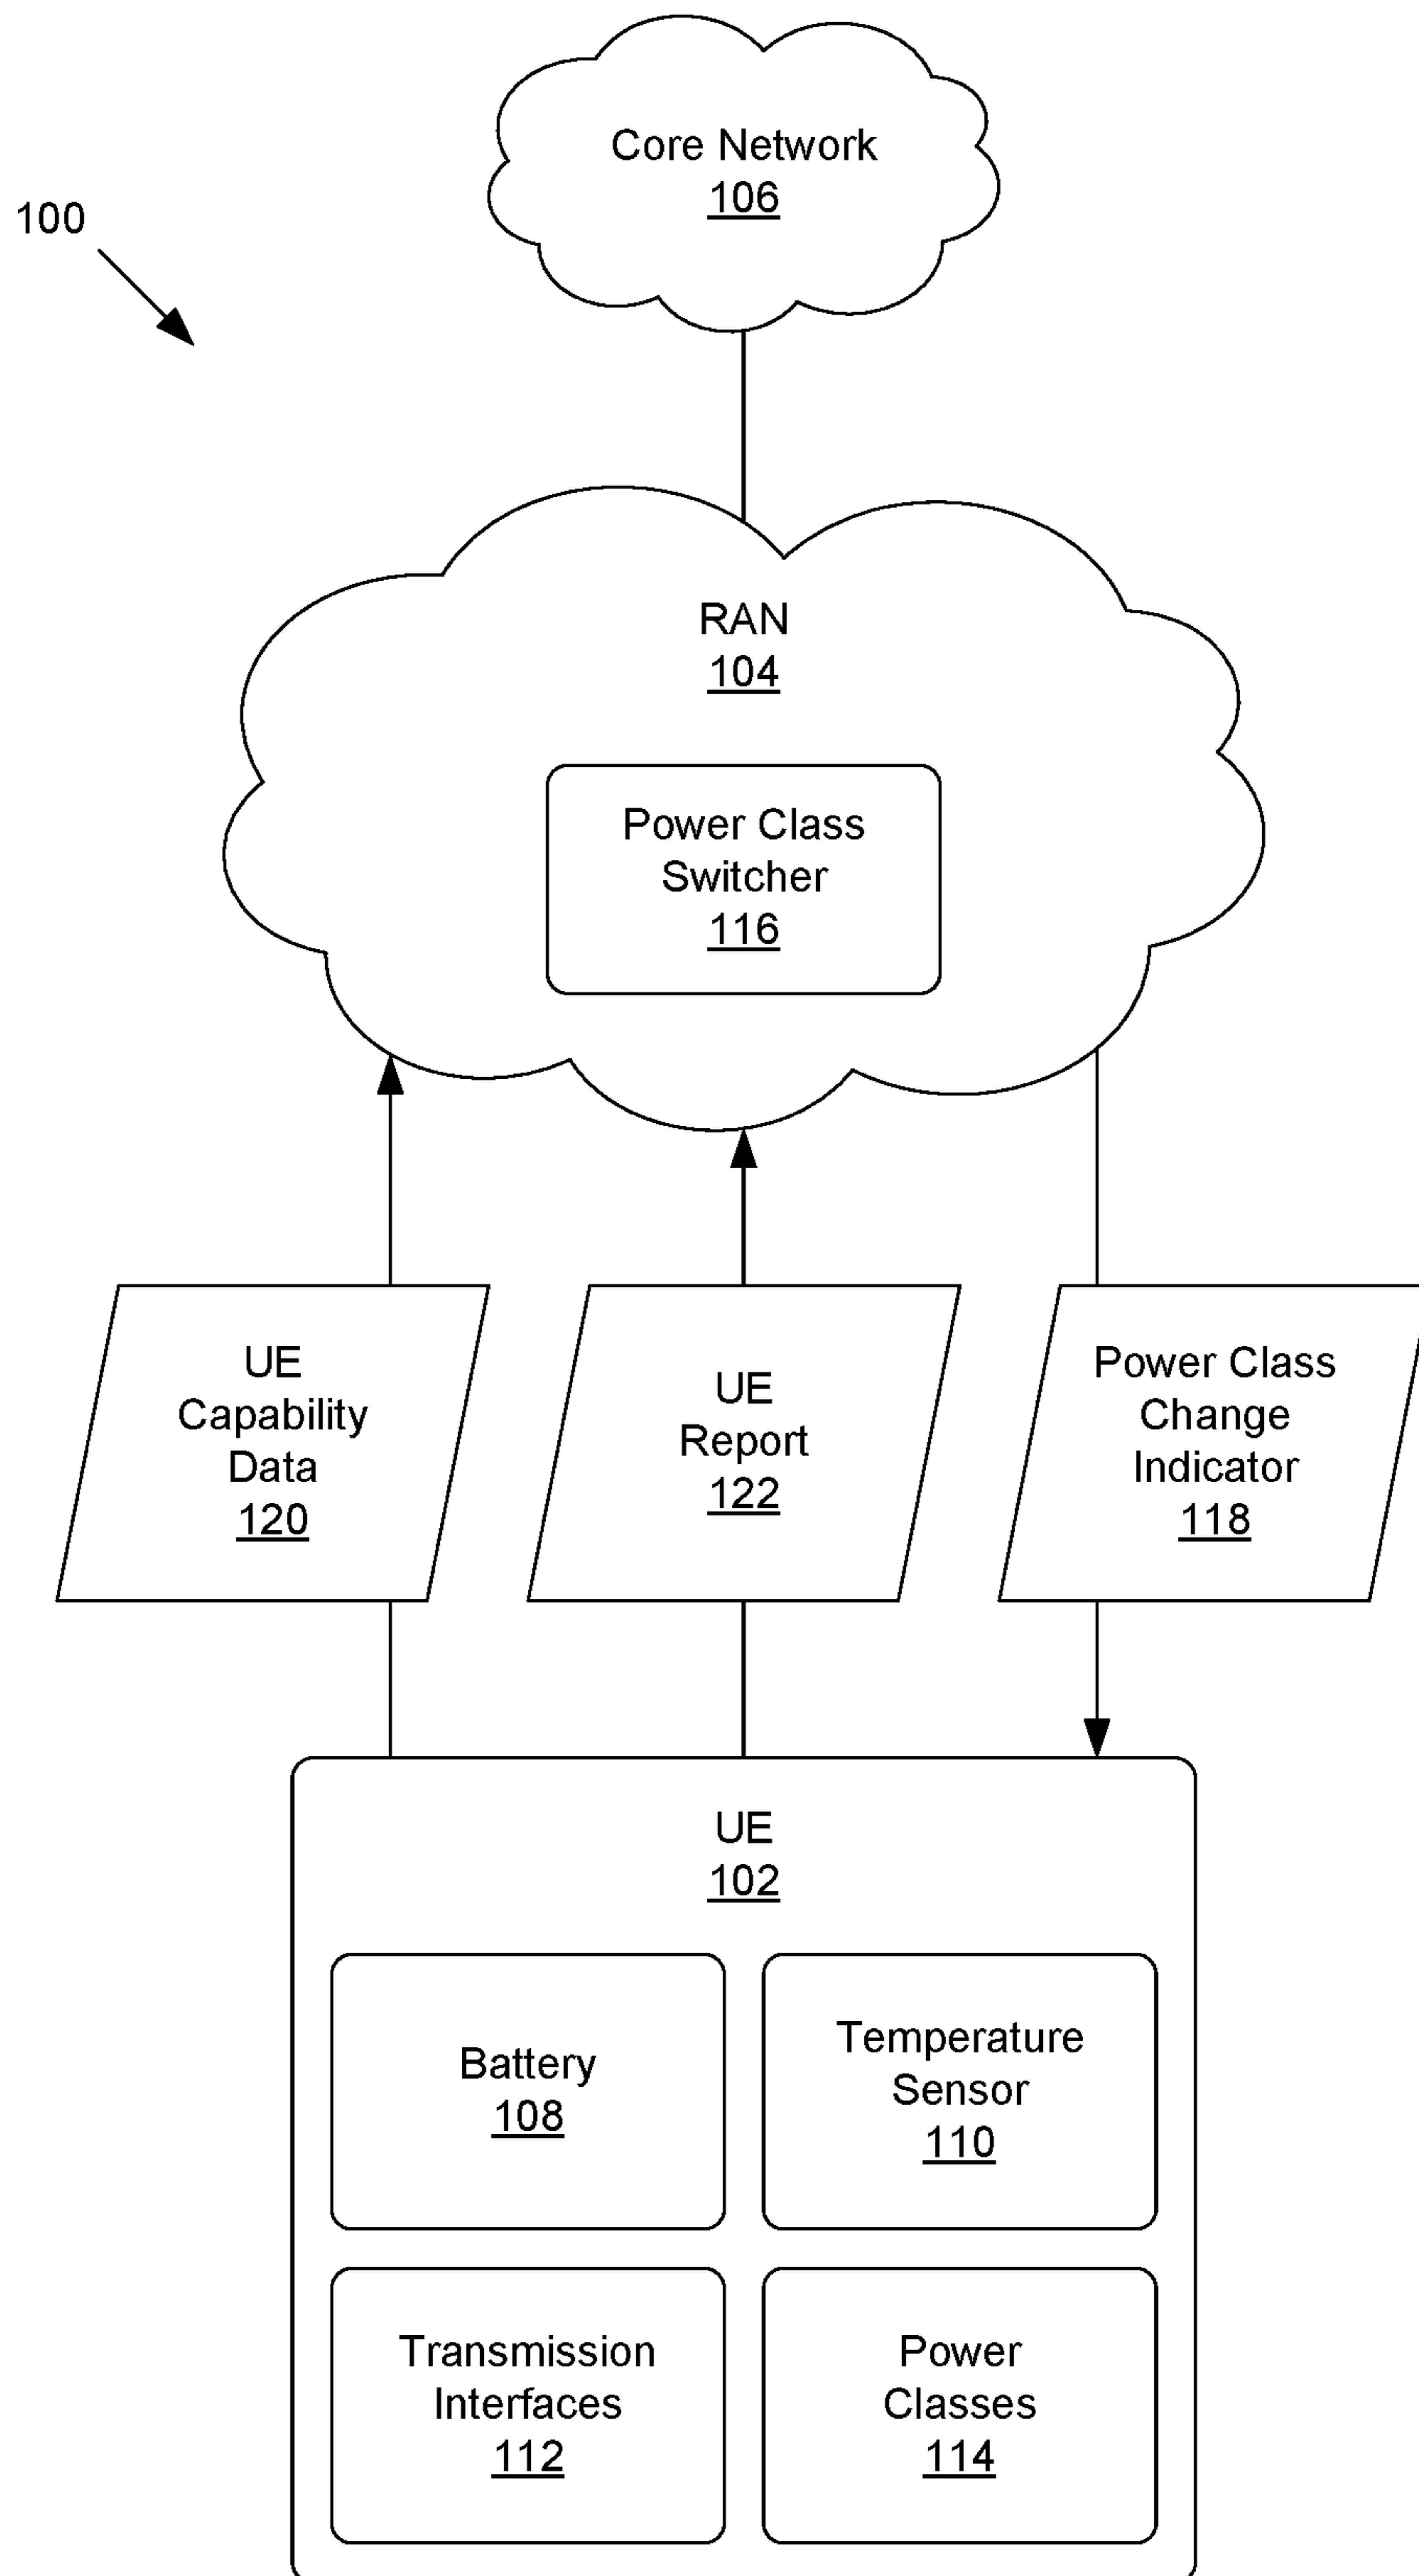 Core Network
106
100
RAN
104
Power Class
Switcher
116
UE
Capability
Data
120
UE
Report
122
Power Class
Change
Indicator
118
UE
102
Battery
108
Temperature
Sensor
110
Transmission
Interfaces
112
Power
Classes
114